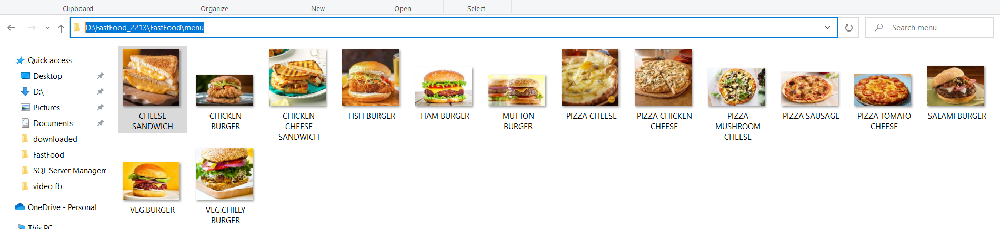 Clipboard
Organize
New
Open
Select
D:\FastFood_2213\FastFood\menu
Search menu
Quick access
Desktop
D:\
Pictures
Documents
downloaded
FastFood
SQL Server Managem
video fb
OneDrive - Personal
This PC
CHEESE
SANDWICH
CHICKEN
BURGER
CHICKEN
CHEESE
SANDWICH
FISH BURGER
HAM BURGER
MUTTON
BURGER
PIZZA CHEESE
PIZZA CHICKEN
CHEESE
PIZZA
MUSHROOM
CHEESE
PIZZA SAUSAGE
PIZZA TOMATO
CHEESE
SALAMI BURGER
VEG.BURGER
VEG.CHILLY
BURGER